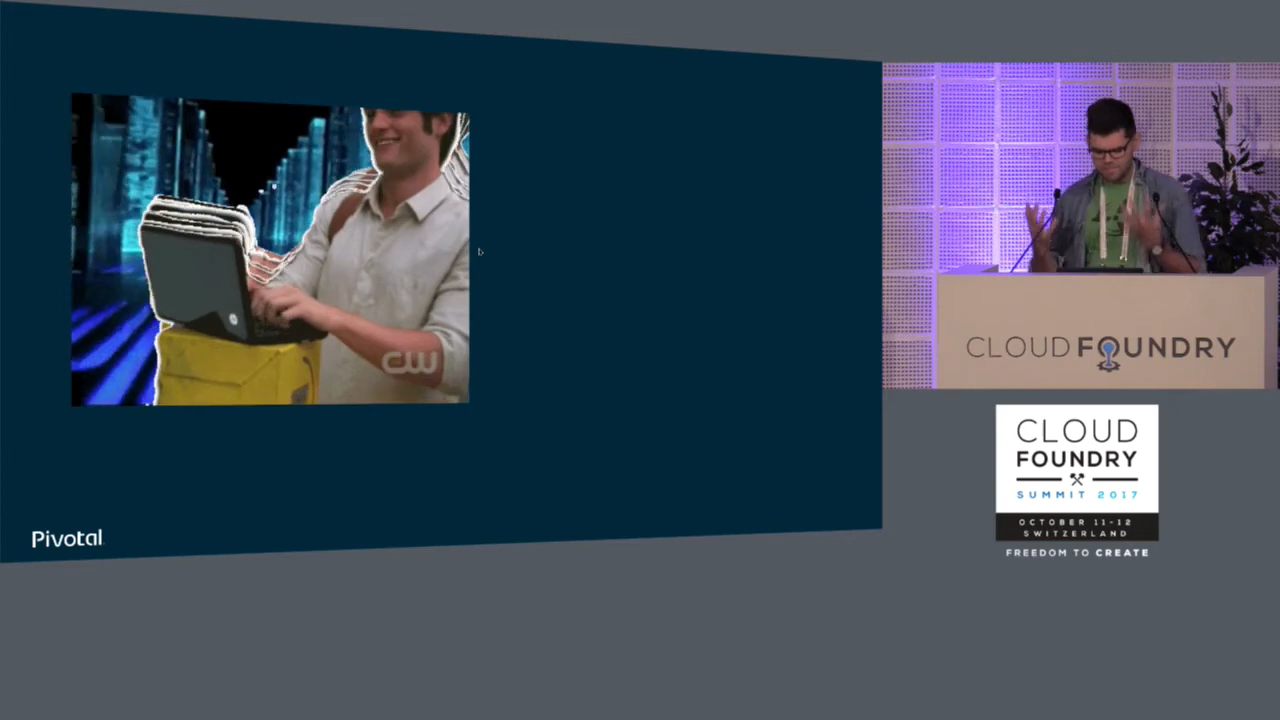 CW
Pivotal
CLOUD FOUNDRY
CLOUD
FOUNDRY
SUMMIT 2017
OCTOBER 11-12
SWITZERLAND
FREEDOM TO CREATE